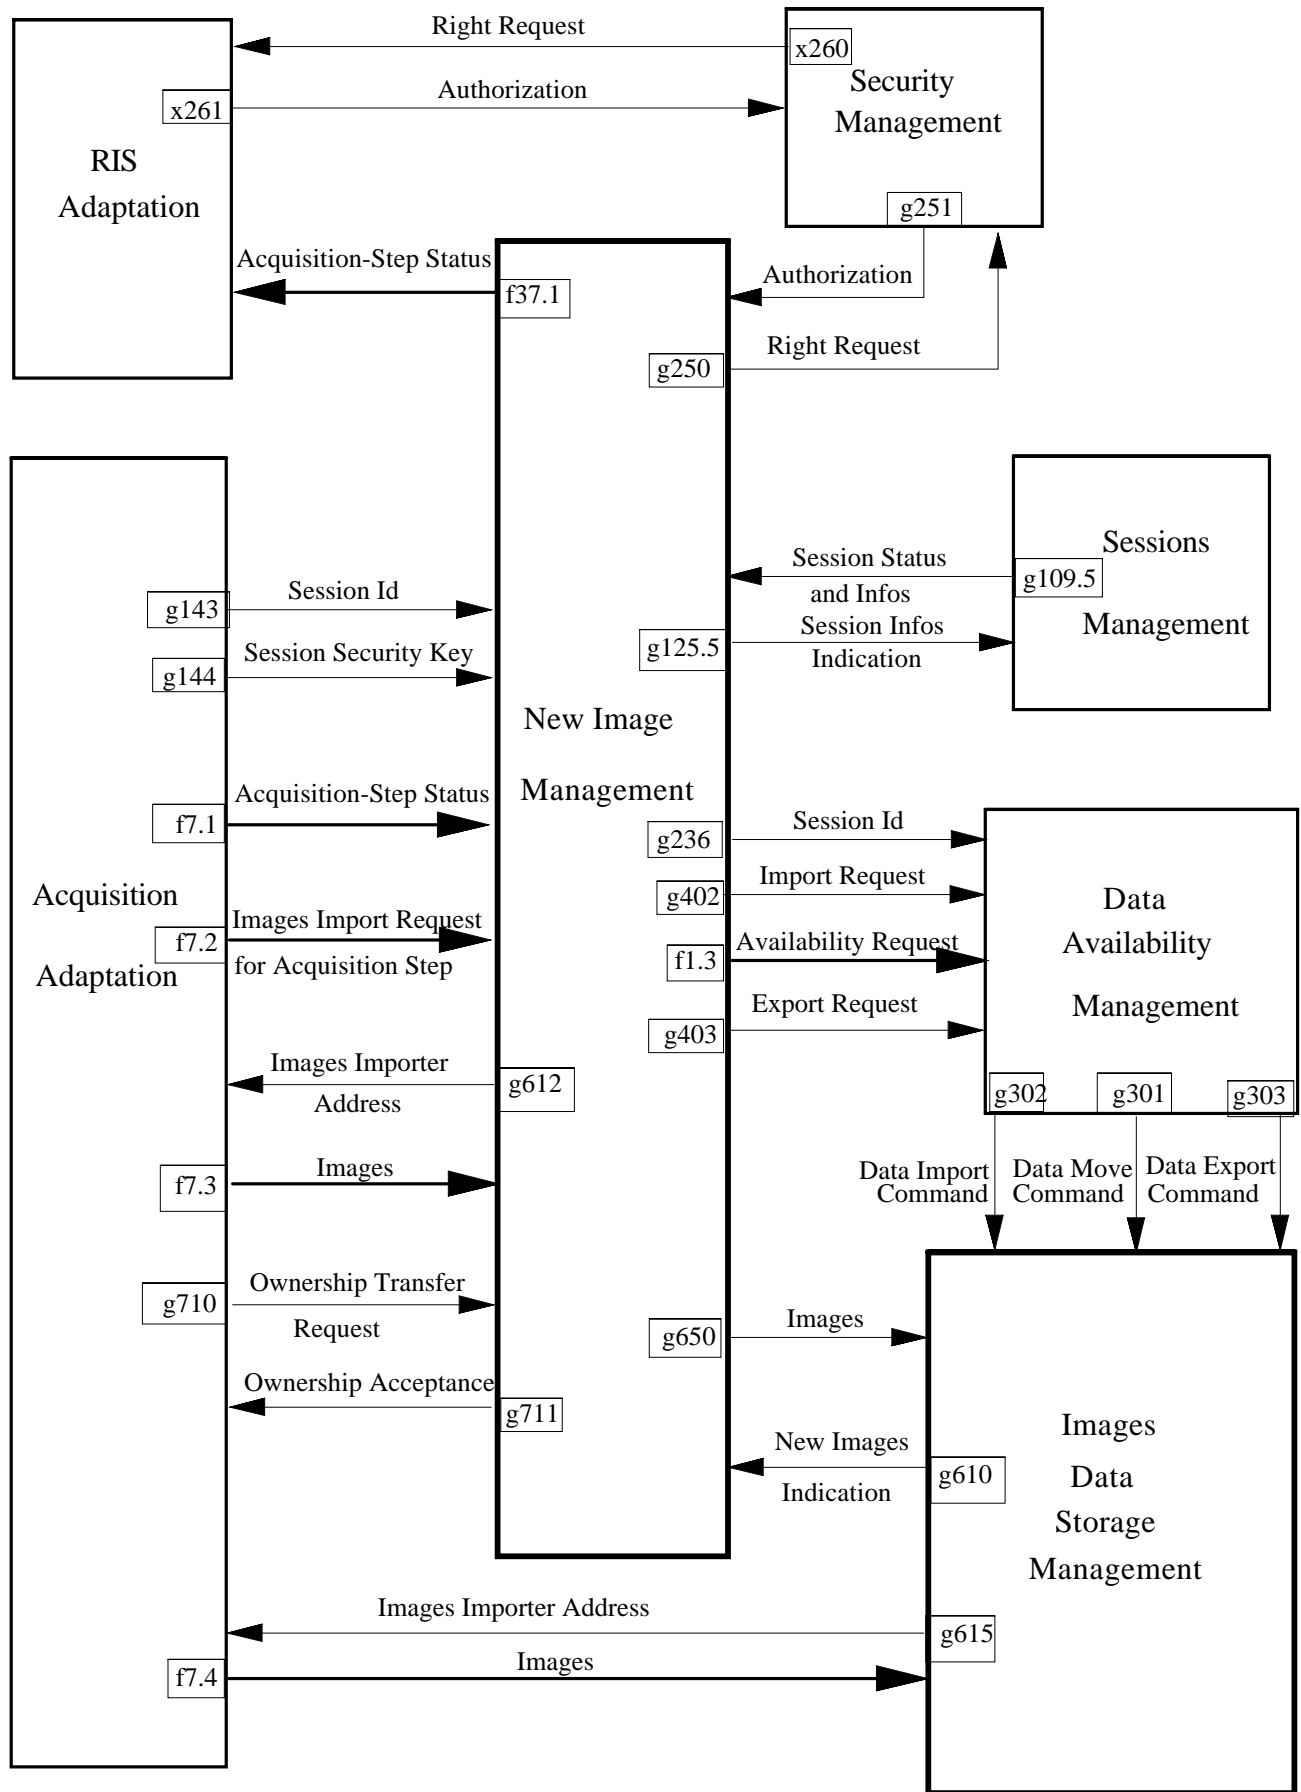 Right Request
x260
Security
Management
Authorization
x261
RIS
Adaptation
g251
Acquisition-Step Status
f37.1
Authorization
Right Request
g250
Sessions
Management
Session Status
and Infos
g109.5
Session Id
g143
Session Infos
Indication
g125.5
Session Security Key
g144
New Image
Management
Acquisition-Step Status
f7.1
Session Id
g236
Import Request
g402
Acquisition
Adaptation
Images Import Request
for Acquisition Step
f7.2
Availability Request
f1.3
Data
Availability
Management
Export Request
g403
Images Importer
Address
g612
g302
g301
g303
Images
f7.3
Data Import
Command
Data Move
Command
Data Export
Command
Ownership Transfer
Request
g710
Images
g650
Ownership Acceptance
g711
New Images
Indication
g610
Images
Data
Storage
Management
Images Importer Address
g615
Images
f7.4